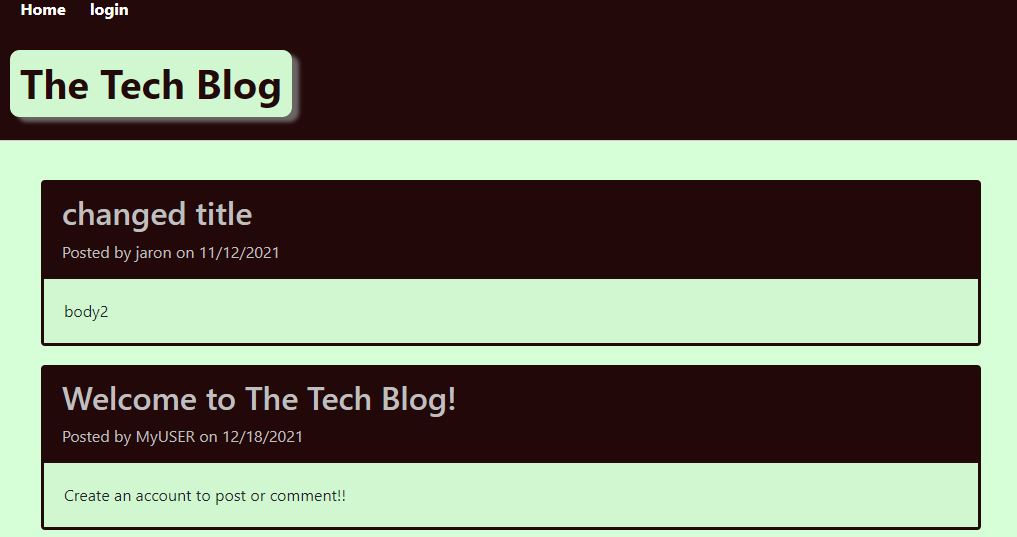 Home login
The Tech Blog
changed title
Posted by jaron on 11/12/2021
body2
Welcome to The Tech Blog!
Posted by MyUSER on 12/18/2021
Create an account to post or comment!!